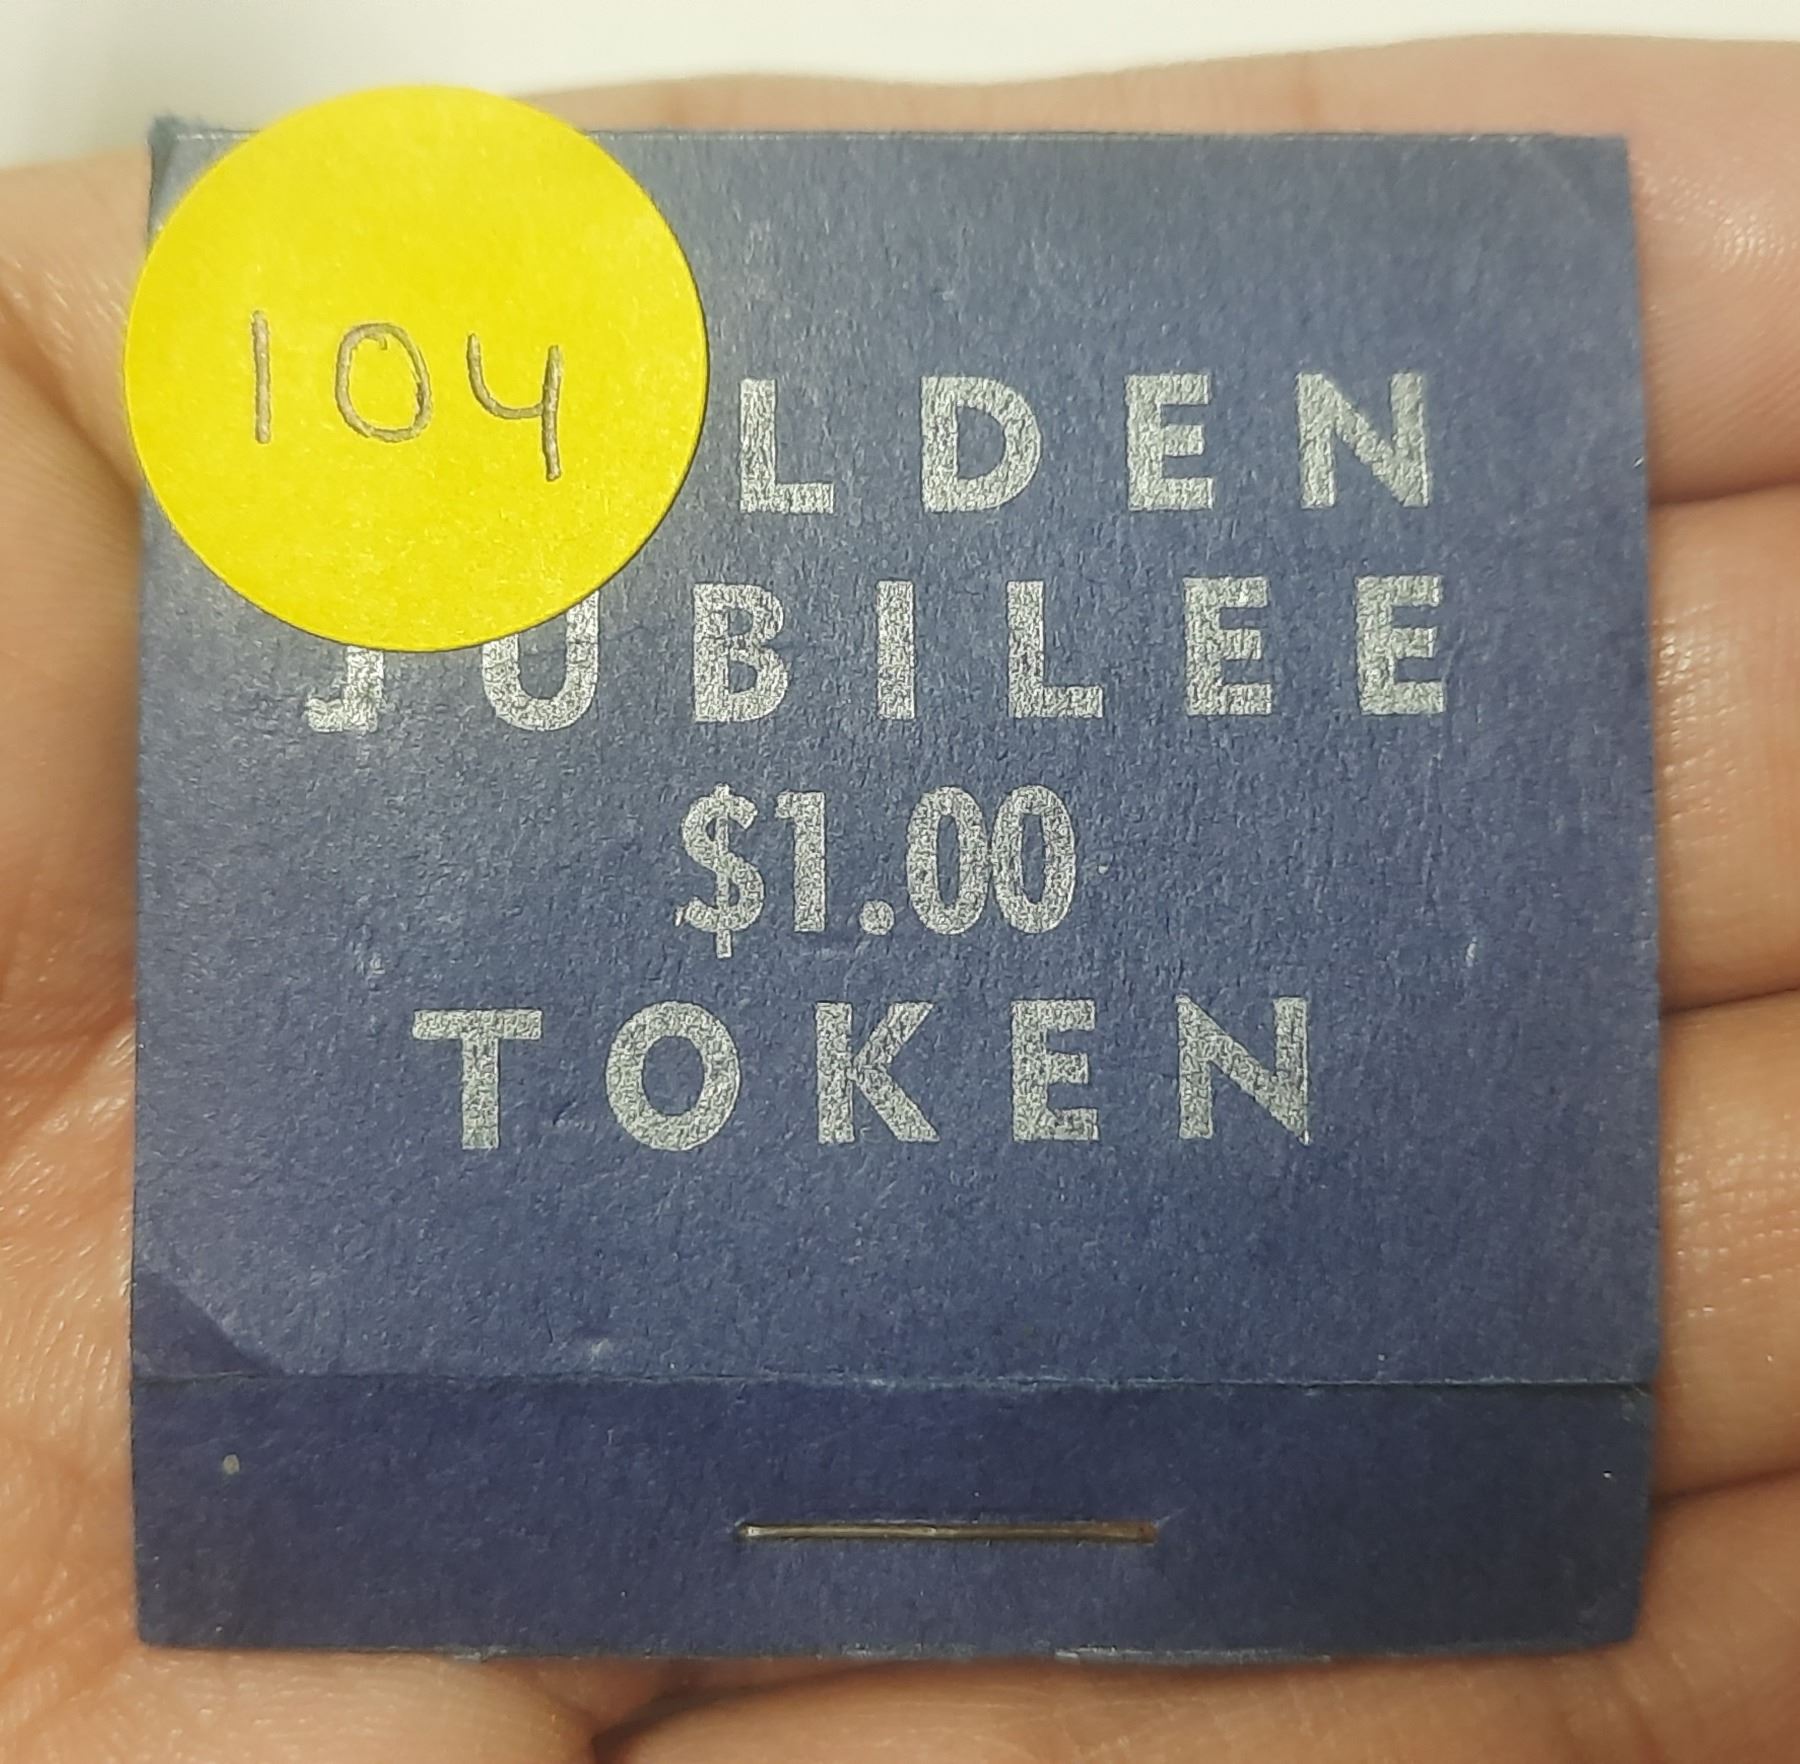 104
LDEN
JUBILEE
$1.00
TOKEN